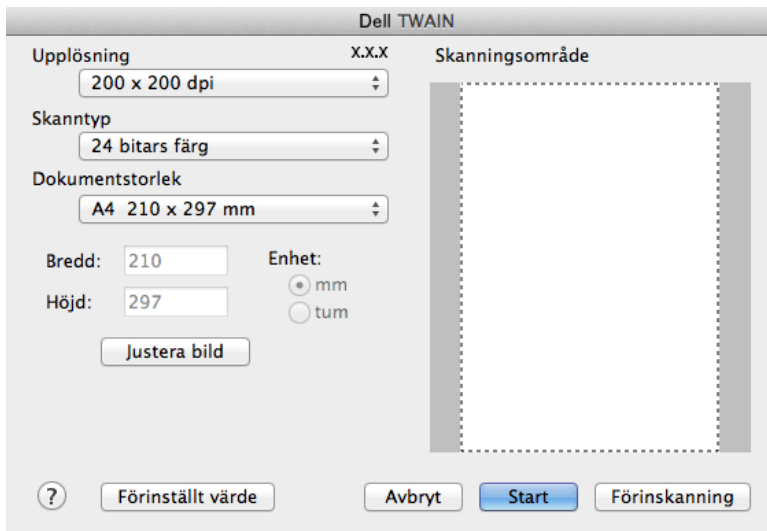 Dell TWAIN
Upplösning X.X.X
200 x 200 dpi
Skanntyp
24 bitars färg
Dokumentstorlek
A4 210 x 297 mm
Bredd: 210
Höjd: 297
Enhet:
mm
tum
Justera bild
Skanningsområde
? Förinställt värde Avbryt Start Förinskanning